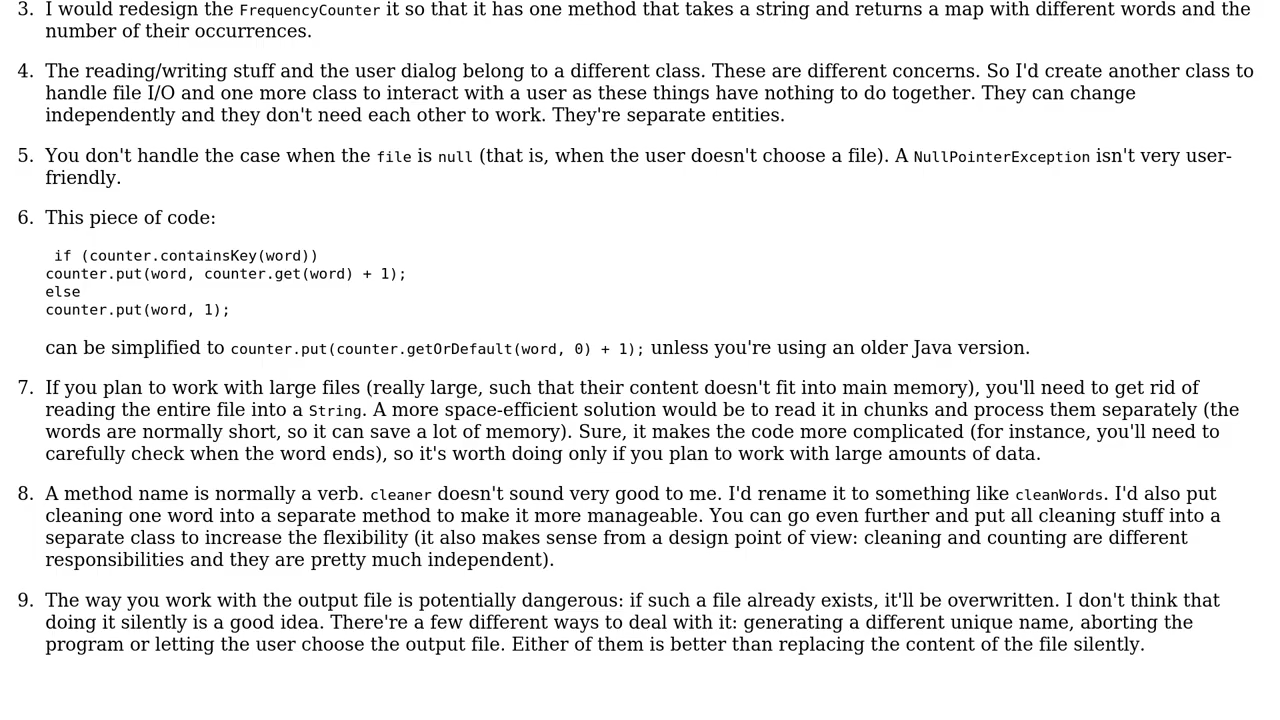 3. I would redesign the FrequencyCounter it so that it has one method that takes a string and returns a map with different words and the
number of their occurrences.
4. The reading/writing stuff and the user dialog belong to a different class. These are different concerns. So I'd create another class to
handle file I/O and one more class to interact with a user as these things have nothing to do together. They can change
independently and they don't need each other to work. They're separate entities.
5. You don't handle the case when the file is null (that is, when the user doesn't choose a file). A NullPointerException isn't very user-
friendly.
6. This piece of code:
if (counter.containsKey(word))
counter.put(word, counter.get(word) + 1);
else
counter.put(word, 1);
can be simplified to counter.put(counter.getOrDefault(word, 0) + 1); unless you're using an older Java version.
7. If you plan to work with large files (really large, such that their content doesn't fit into main memory), you'll need to get rid of
reading the entire file into a String. A more space-efficient solution would be to read it in chunks and process them separately (the
words are normally short, so it can save a lot of memory). Sure, it makes the code more complicated (for instance, you'll need to
carefully check when the word ends), so it's worth doing only if you plan to work with large amounts of data.
8. A method name is normally a verb. cleaner doesn't sound very good to me. I'd rename it to something like cleanWords. I'd also put
cleaning one word into a separate method to make it more manageable. You can go even further and put all cleaning stuff into a
separate class to increase the flexibility (it also makes sense from a design point of view: cleaning and counting are different
responsibilities and they are pretty much independent).
9. The way you work with the output file is potentially dangerous: if such a file already exists, it'll be overwritten. I don't think that
doing it silently is a good idea. There're a few different ways to deal with it: generating a different unique name, aborting the
program or letting the user choose the output file. Either of them is better than replacing the content of the file silently.